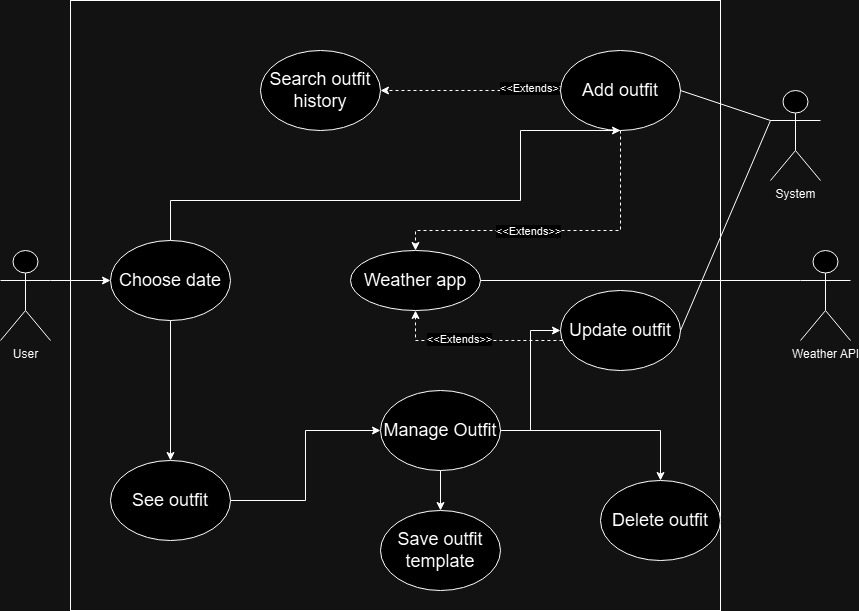 Search outfit
history
<<Extends>
Add outfit
System
<<Extends>>
Choose date
Weather app
User
Weather API
Update outfit
<<Extends>>
Manage Outfit
See outfit
Save outfit
template
Delete outfit